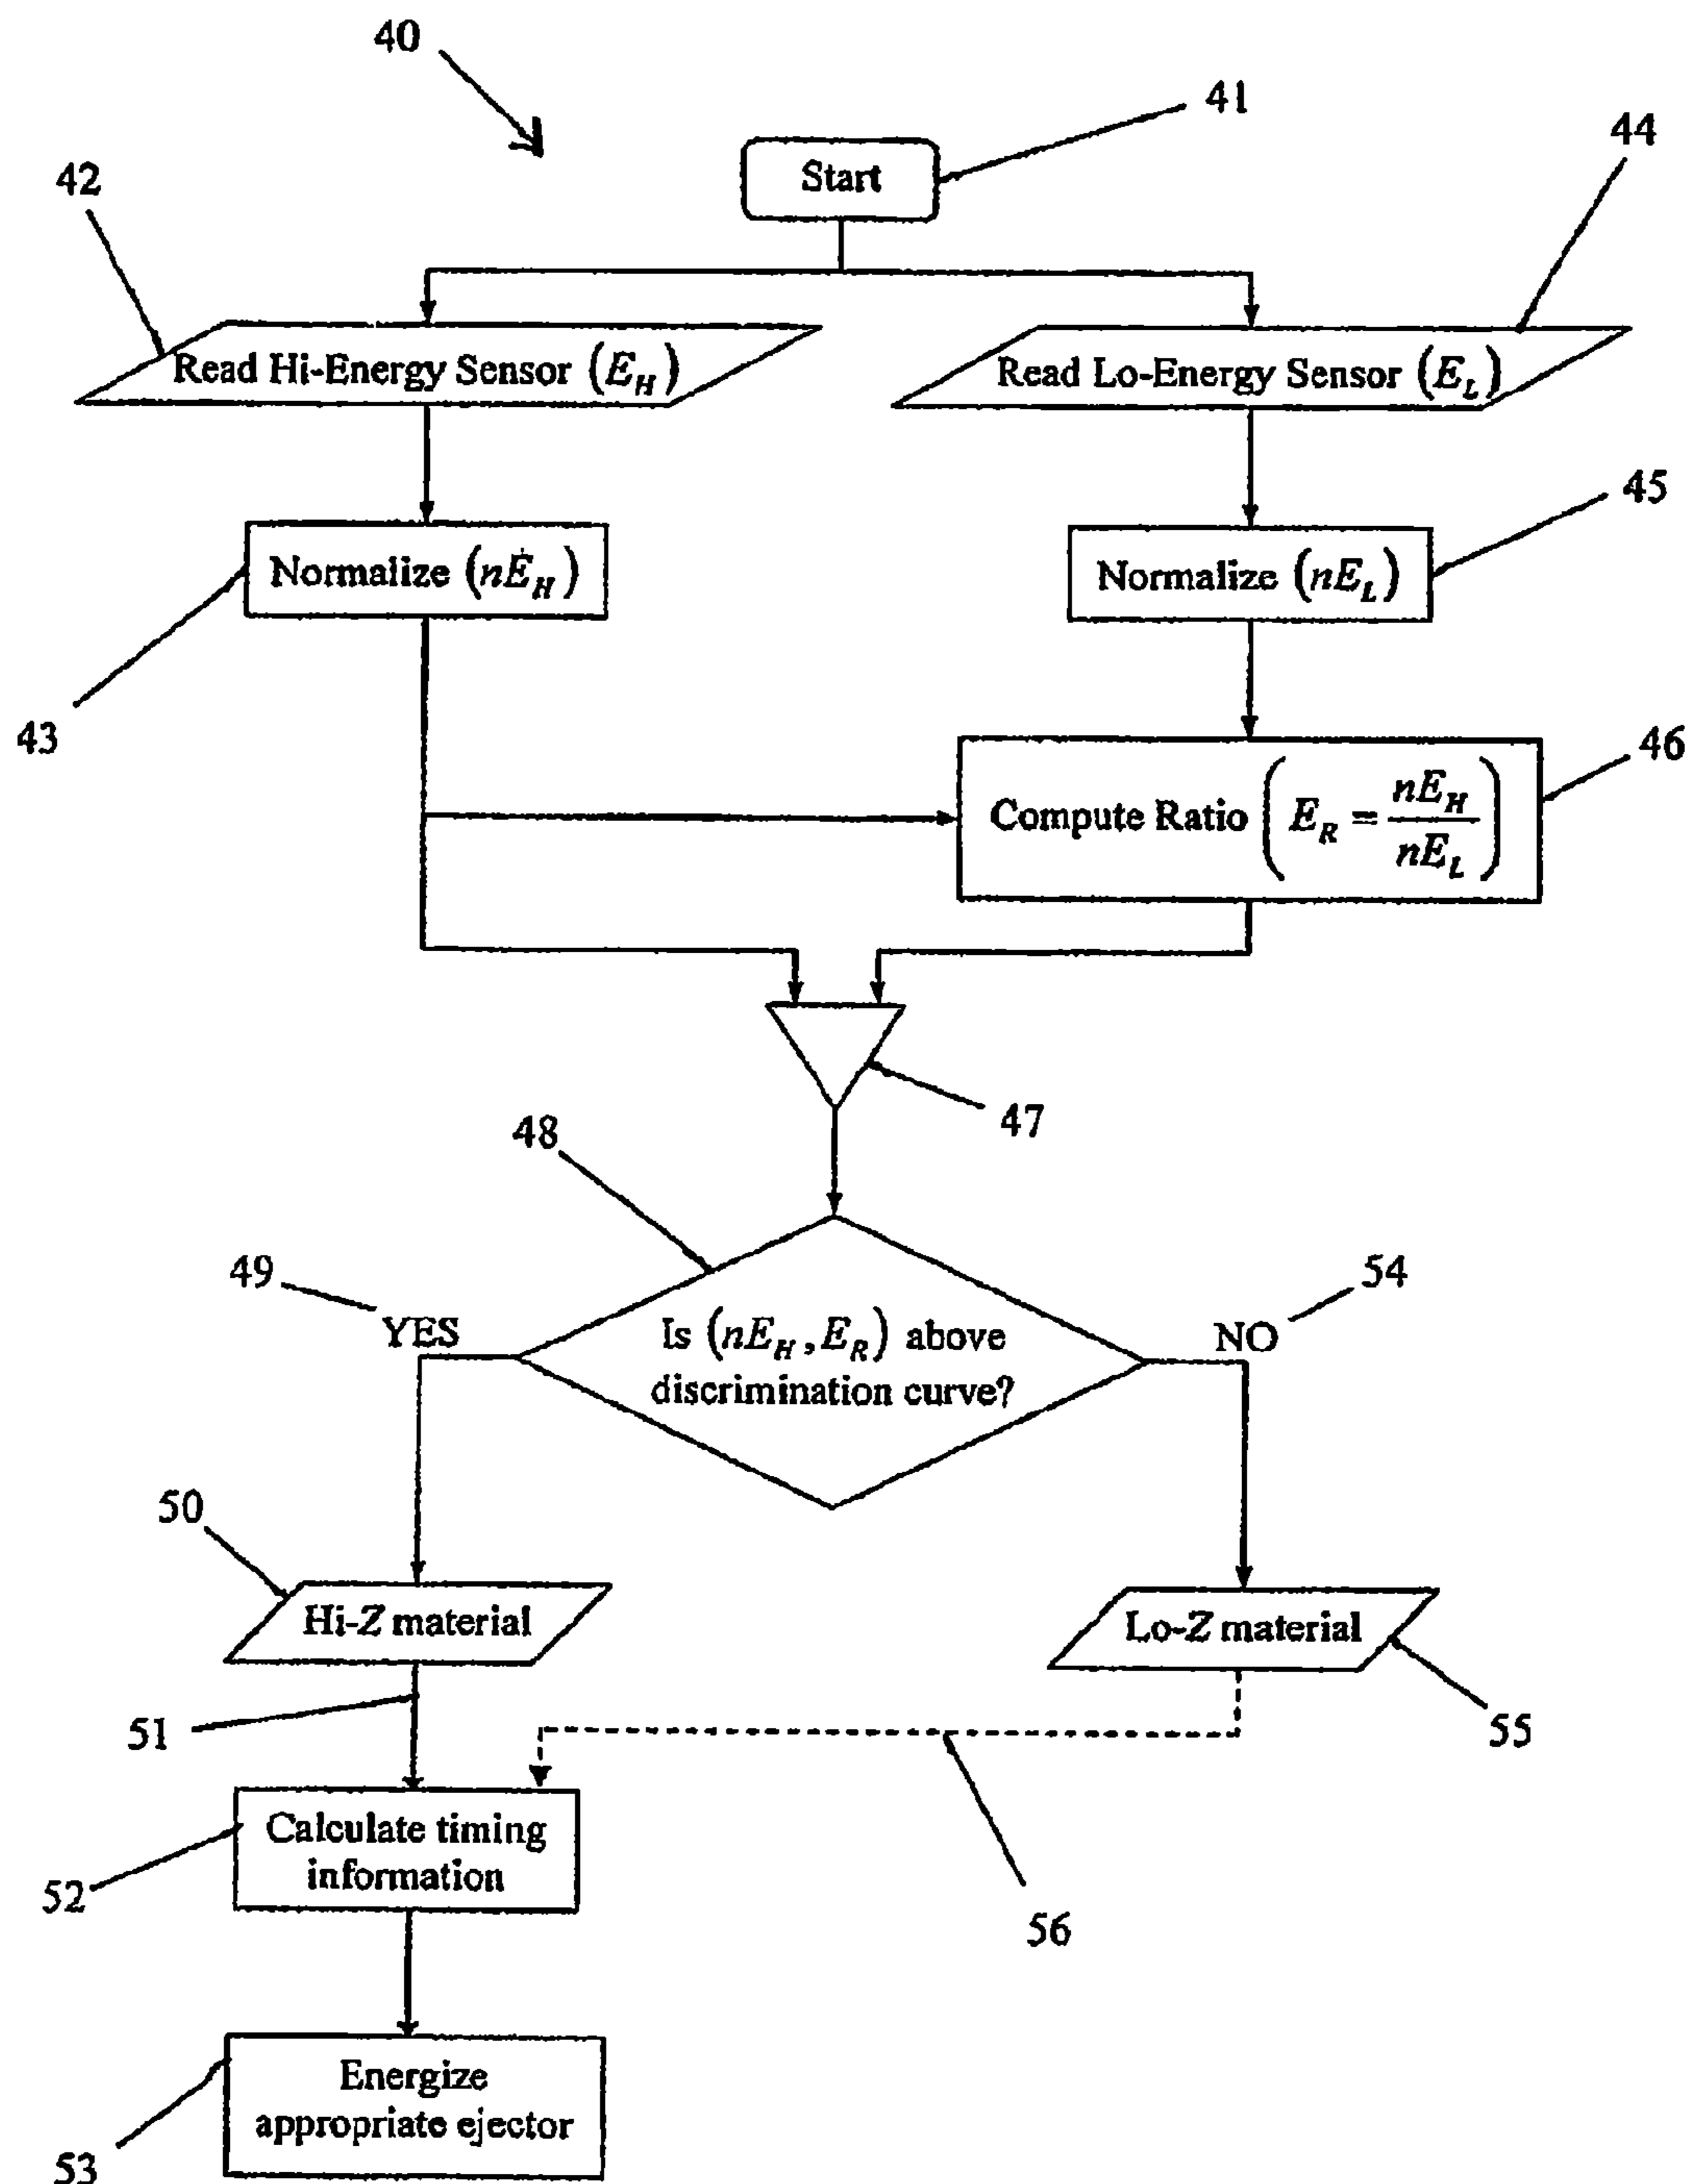 40
41
44
42
Start
Read Hi-Energy Sensor (E_H)
Read Lo-Energy Sensor (E_L)
45
Normalize (nE_H)
Normalize (nE_L)
43
46
Compute Ratio (E_R = nE_H / nE_L)
47
48
49
54
YES
NO
Is (nE_H, E_R) above
discrimination curve?
50
Hi-Z material
Lo-Z material
51
55
Calculate timing
information
52
56
Energize
appropriate ejector
53